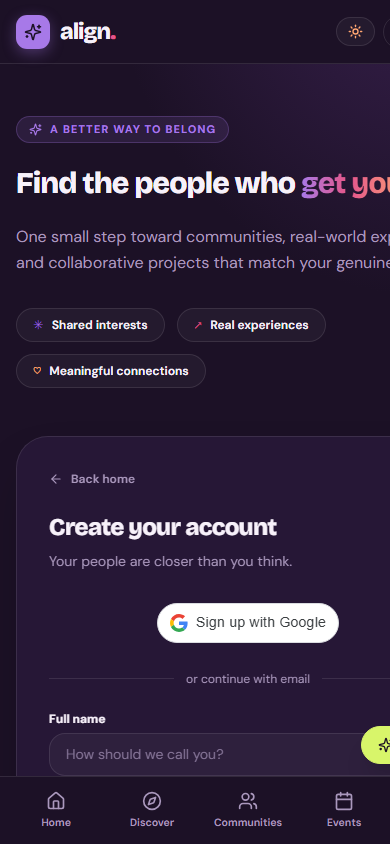 align.
A BETTER WAY TO BELONG
Find the people who get you
One small step toward communities, real-world exp
and collaborative projects that match your genuine
Shared interests
Real experiences
Meaningful connections
Back home
Create your account
Your people are closer than you think.
Sign up with Google
or continue with email
Full name
How should we call you?
Home
Discover
Communities
Events